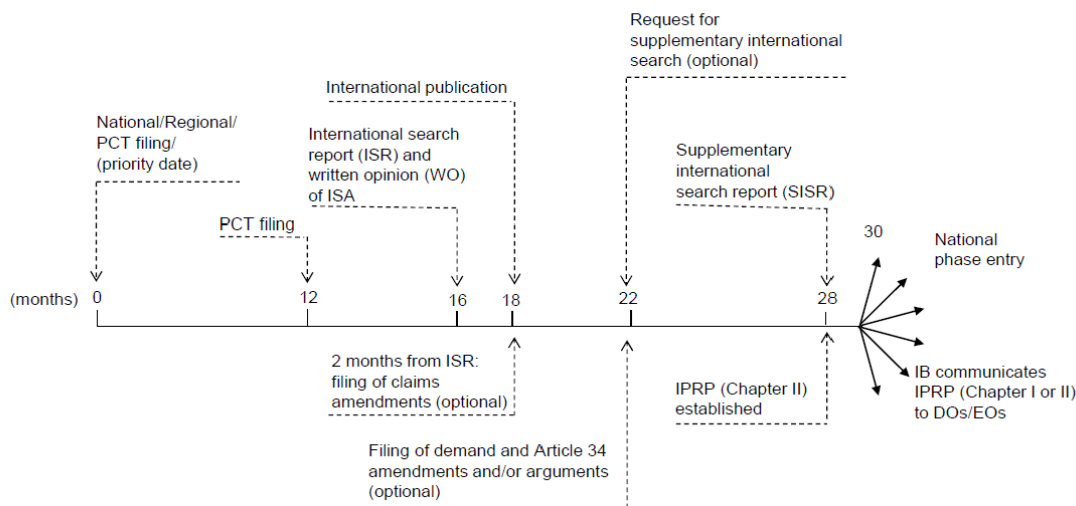 Request for
supplementary international
search (optional)
International publication
National/Regional/
PCT filing/
(priority date)
International search
report (ISR) and
written opinion (WO)
of ISA
Supplementary
international
search report (SISR)
PCT filing
30
National
phase entry
(months) 0 12 16 18 22 28
2 months from ISR:
filing of claims
amendments (optional)
IPRP (Chapter II)
established
IB communicates
IPRP (Chapter I or II)
to DOs/EOs
Filing of demand and Article 34
amendments and/or arguments
(optional)